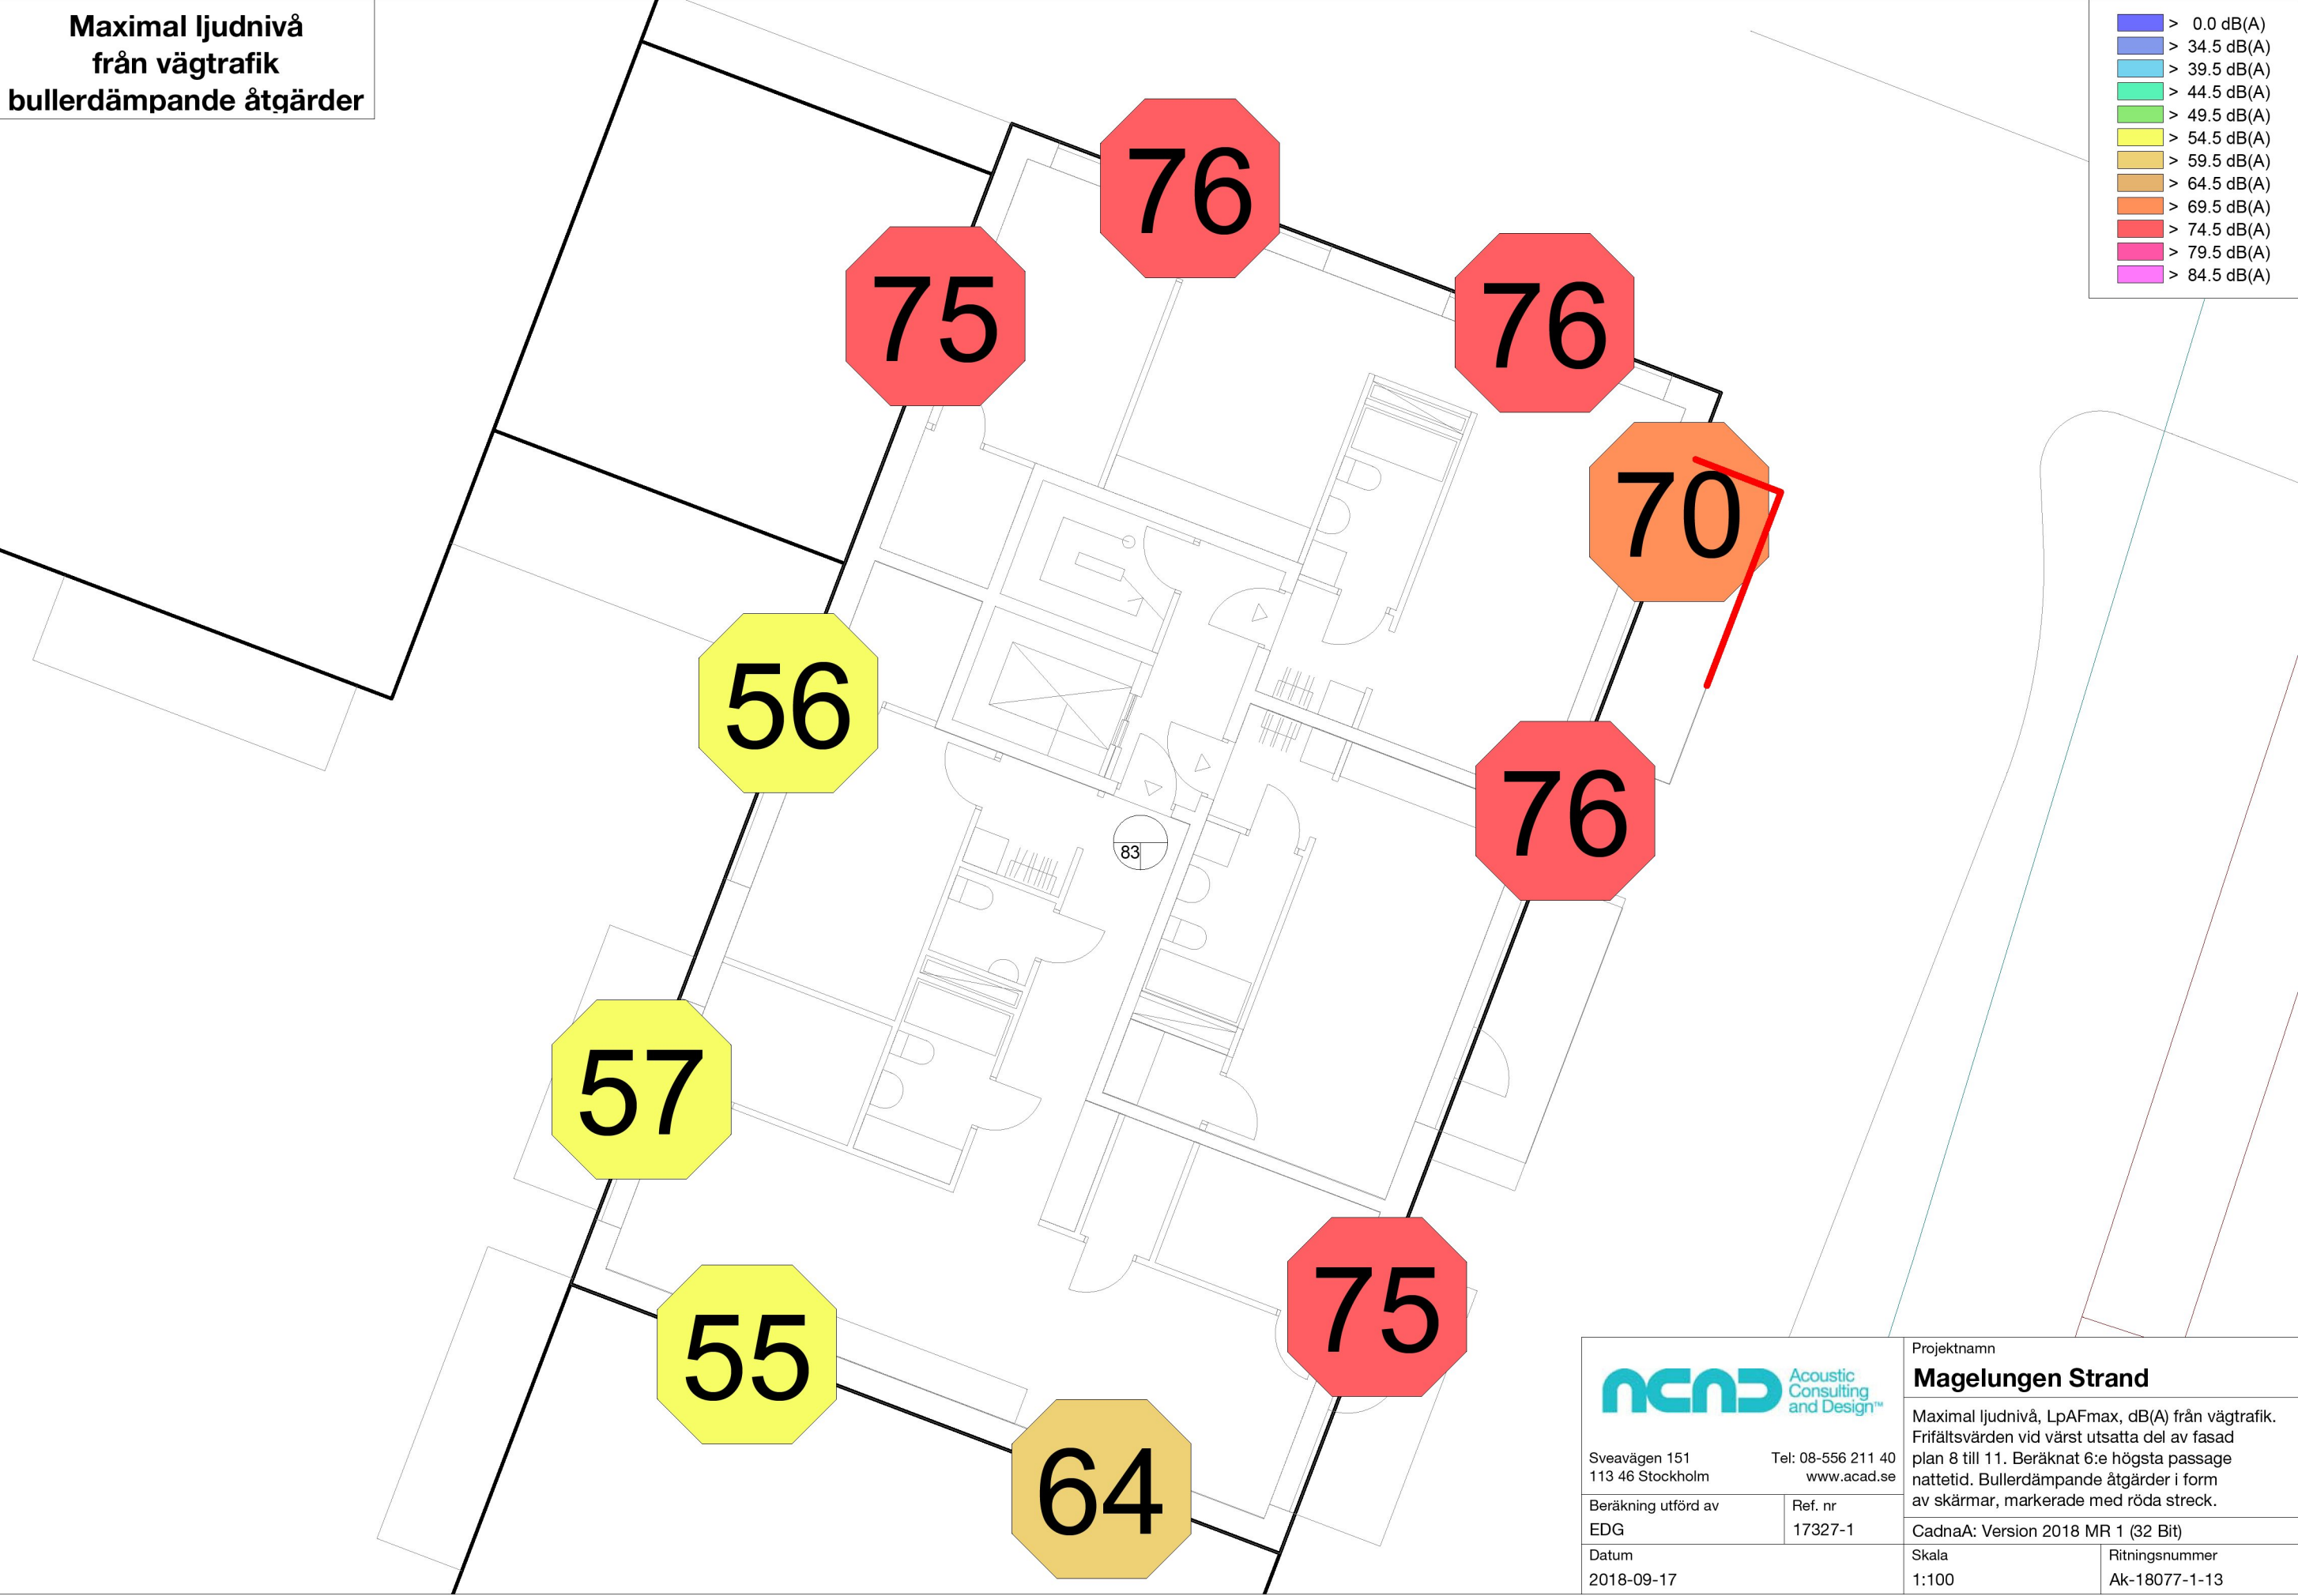 Maximal ljudnivå
från vägtrafik
bullerdämpande åtgärder
> 0.0 dB(A)
> 34.5 dB(A)
> 39.5 dB(A)
> 44.5 dB(A)
> 49.5 dB(A)
> 54.5 dB(A)
> 59.5 dB(A)
> 64.5 dB(A)
> 69.5 dB(A)
> 74.5 dB(A)
> 79.5 dB(A)
> 84.5 dB(A)
76
75
76
70
56
76
83
57
75
55
64
ACAD
Acoustic
Consulting
and Design™
Sveavägen 151
113 46 Stockholm
Tel: 08-556 211 40
www.acad.se
Beräkning utförd av
EDG
Ref. nr
17327-1
Datum
2018-09-17
Projektnamn
Magelungen Strand
Maximal ljudnivå, LpAFmax, dB(A) från vägtrafik.
Frifältsvärden vid värst utsatta del av fasad
plan 8 till 11. Beräknat 6:e högsta passage
nattetid. Bullerdämpande åtgärder i form
av skärmar, markerade med röda streck.
CadnaA: Version 2018 MR 1 (32 Bit)
Skala
1:100
Ritningsnummer
Ak-18077-1-13